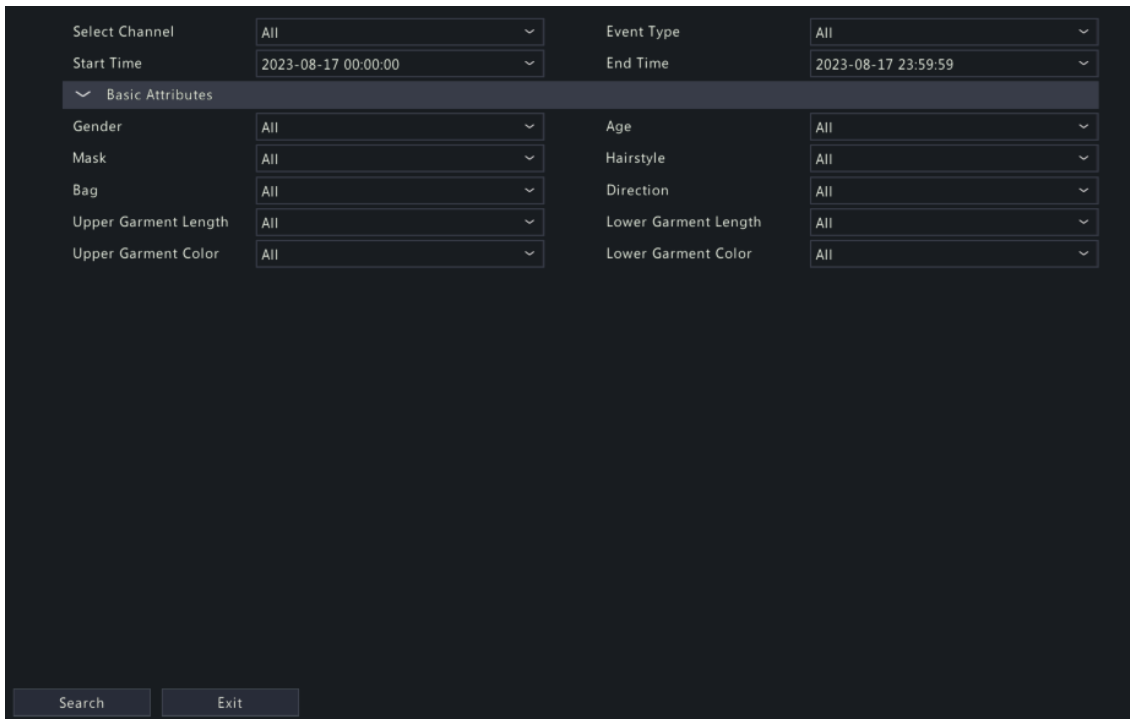 Select Channel All Event Type All
Start Time 2023-08-17 00:00:00 End Time 2023-08-17 23:59:59
Basic Attributes
Gender All Age All
Mask All Hairstyle All
Bag All Direction All
Upper Garment Length All Lower Garment Length All
Upper Garment Color All Lower Garment Color All
Search Exit